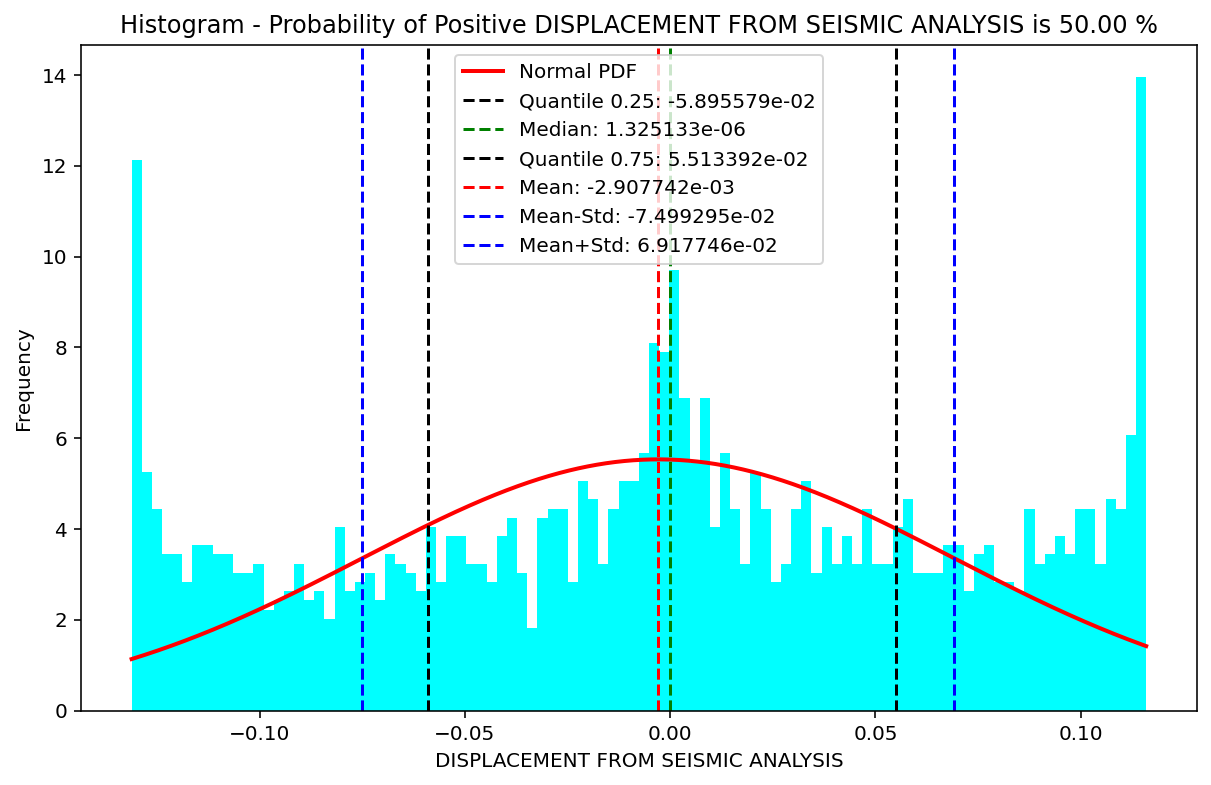 Histogram - Probability of Positive DISPLACEMENT FROM SEISMIC ANALYSIS is 50.00 %
Normal PDF
Quantile 0.25: -5.895579e-02
Median: 1.325133e-06
Quantile 0.75: 5.513392e-02
Mean: -2.907742e-03
Mean-Std: -7.499295e-02
Mean+Std: 6.917746e-02
14
12
10
8
6
4
2
0
Frequency
−0.10
−0.05
0.00
0.05
0.10
DISPLACEMENT FROM SEISMIC ANALYSIS